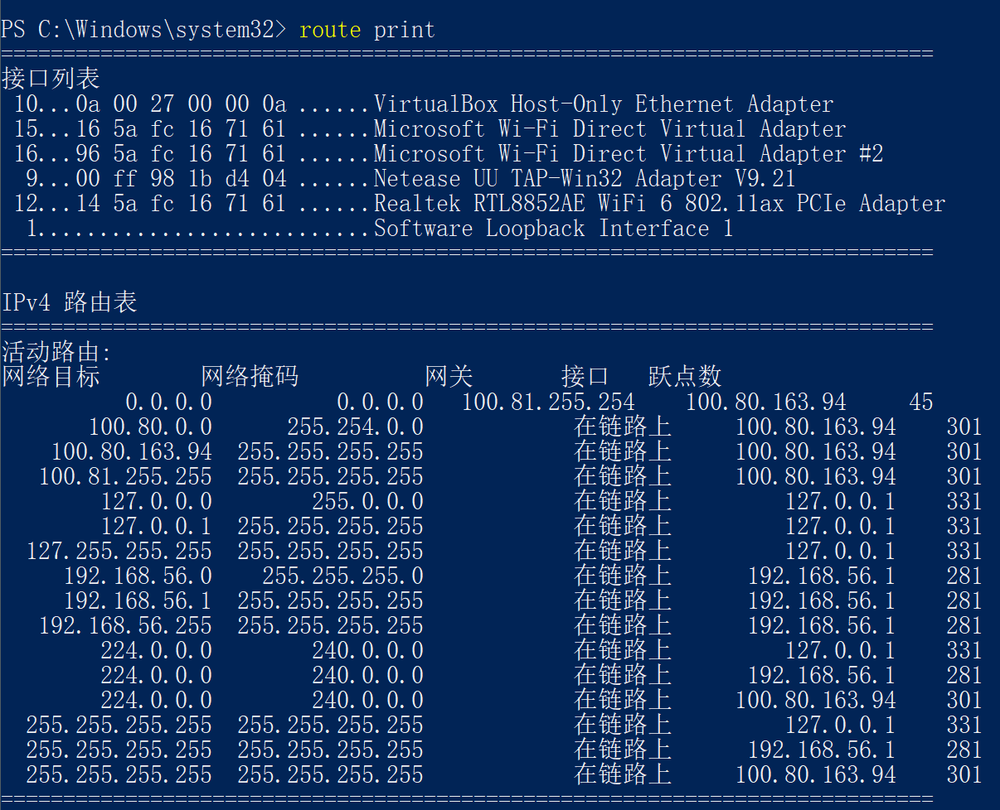 PS C:\Windows\system32> route print
===========================================================================
接口列表
 10...0a 00 27 00 00 0a ......VirtualBox Host-Only Ethernet Adapter
 15...16 5a fc 16 71 61 ......Microsoft Wi-Fi Direct Virtual Adapter
 16...96 5a fc 16 71 61 ......Microsoft Wi-Fi Direct Virtual Adapter #2
  9...00 ff 98 1b d4 04 ......Netease UU TAP-Win32 Adapter V9.21
 12...14 5a fc 16 71 61 ......Realtek RTL8852AE WiFi 6 802.11ax PCIe Adapter
  1...........................Software Loopback Interface 1
===========================================================================
IPv4 路由表
===========================================================================
活动路由:
网络目标        网络掩码          网关       接口   跃点数
          0.0.0.0          0.0.0.0   100.81.255.254    100.80.163.94     45
       100.80.0.0      255.254.0.0            在链路上     100.80.163.94    301
    100.80.163.94  255.255.255.255            在链路上     100.80.163.94    301
   100.81.255.255  255.255.255.255            在链路上     100.80.163.94    301
        127.0.0.0        255.0.0.0            在链路上         127.0.0.1    331
        127.0.0.1  255.255.255.255            在链路上         127.0.0.1    331
  127.255.255.255  255.255.255.255            在链路上         127.0.0.1    331
     192.168.56.0    255.255.255.0            在链路上      192.168.56.1    281
     192.168.56.1  255.255.255.255            在链路上      192.168.56.1    281
   192.168.56.255  255.255.255.255            在链路上      192.168.56.1    281
        224.0.0.0        240.0.0.0            在链路上         127.0.0.1    331
        224.0.0.0        240.0.0.0            在链路上      192.168.56.1    281
        224.0.0.0        240.0.0.0            在链路上     100.80.163.94    301
  255.255.255.255  255.255.255.255            在链路上         127.0.0.1    331
  255.255.255.255  255.255.255.255            在链路上      192.168.56.1    281
  255.255.255.255  255.255.255.255            在链路上     100.80.163.94    301
===========================================================================